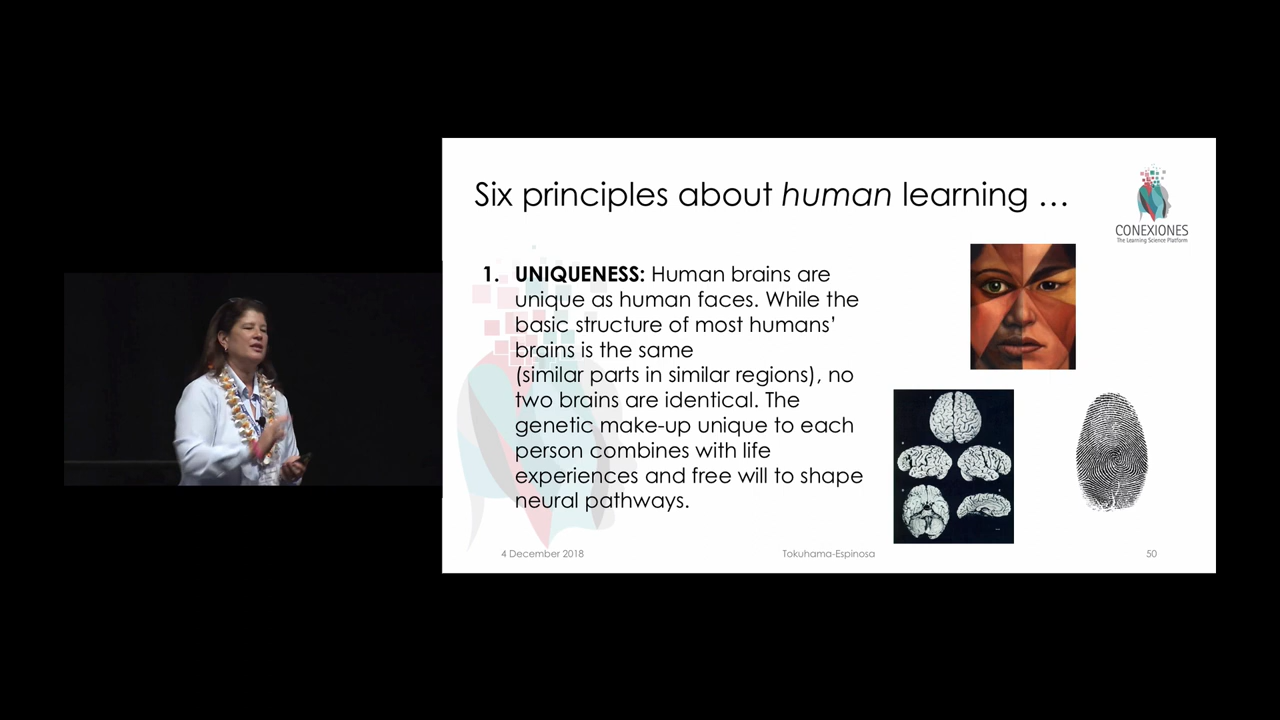 Six principles about human learning …
CONEXIONES
The Learning Science Platform
1. UNIQUENESS: Human brains are
unique as human faces. While the
basic structure of most humans’
brains is the same
(similar parts in similar regions), no
two brains are identical. The
genetic make-up unique to each
person combines with life
experiences and free will to shape
neural pathways.
4 December 2018
Tokuhama-Espinosa
50